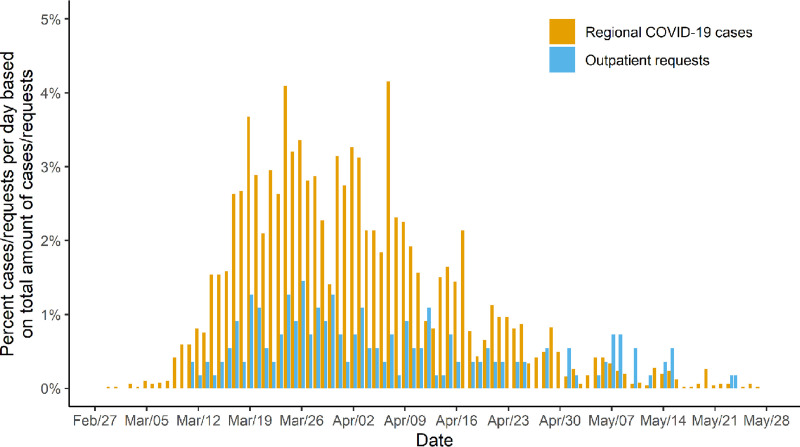 Percent cases/requests per day based
on total amount of cases/requests
5%
4%
3%
2%
1%
0%
Regional COVID-19 cases
Outpatient requests
Feb/27 Mar/05 Mar/12 Mar/19 Mar/26 Apr/02 Apr/09 Apr/16 Apr/23 Apr/30 May/07 May/14 May/21 May/28
Date